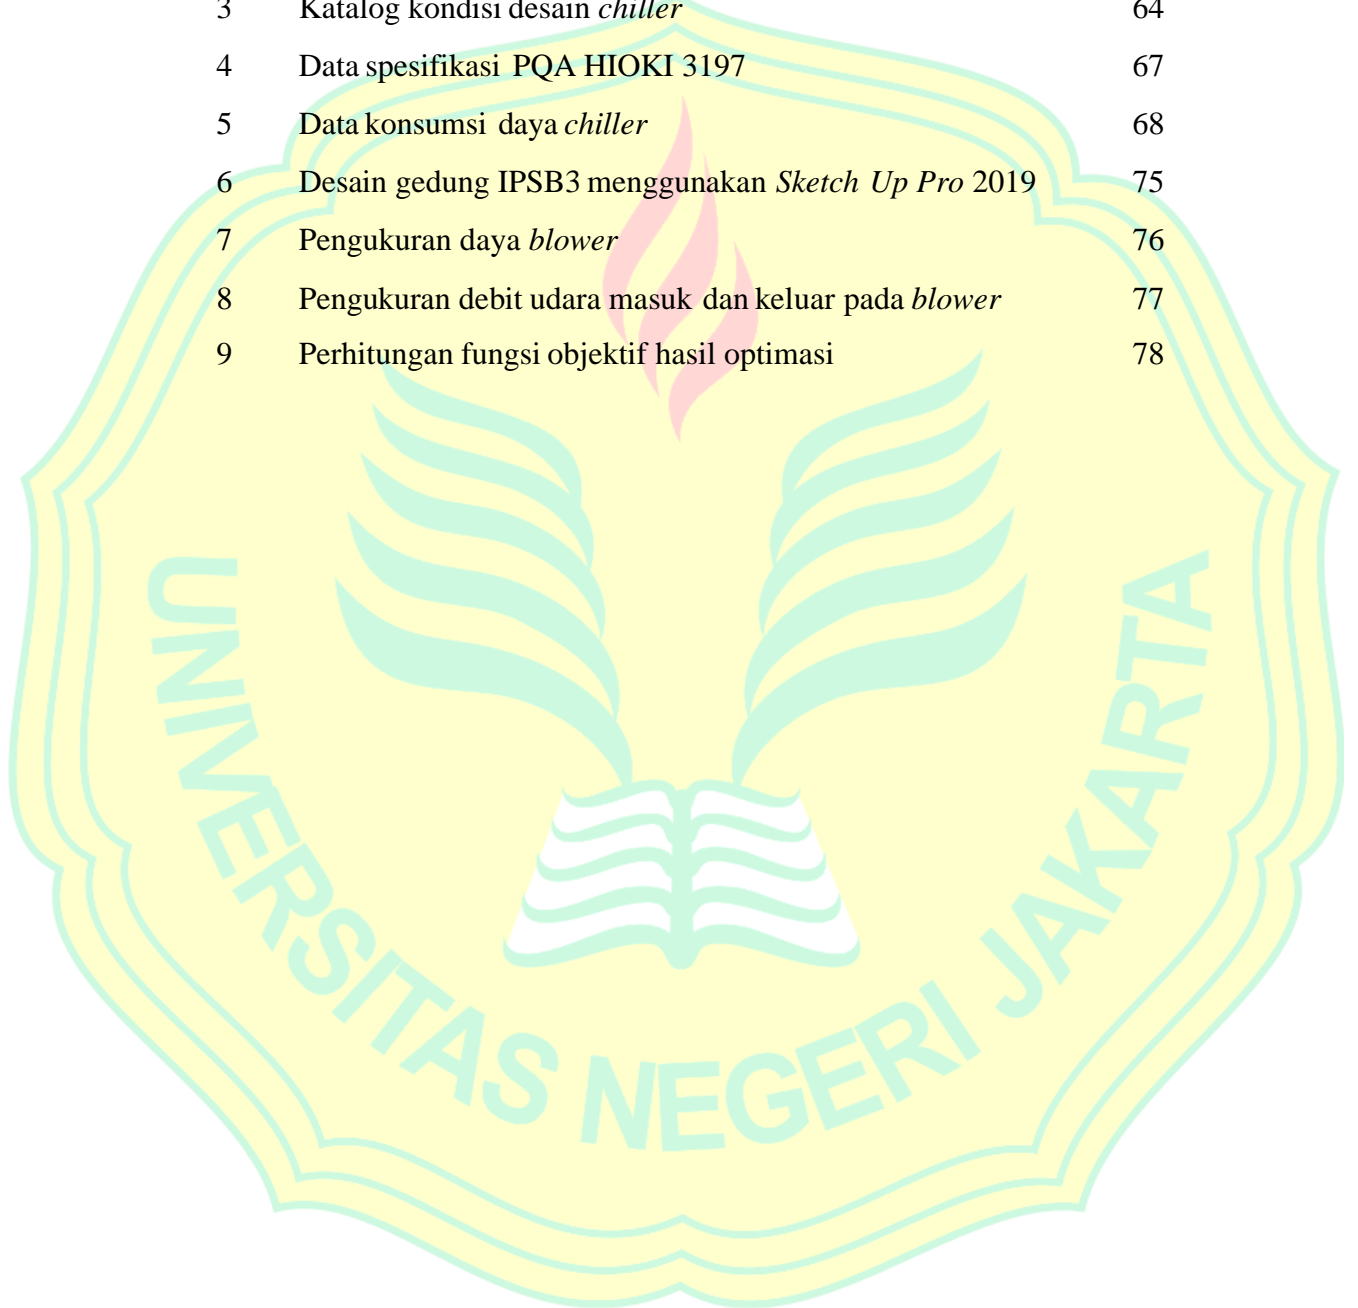 3 Katalog kondisi desain chiller 64
4 Data spesifikasi PQA HIOKI 3197 67
5 Data konsumsi daya chiller 68
6 Desain gedung IPSB3 menggunakan Sketch Up Pro 2019 75
7 Pengukuran daya blower 76
8 Pengukuran debit udara masuk dan keluar pada blower 77
9 Perhitungan fungsi objektif hasil optimasi 78
UNIVERSITAS NEGERI JAKARTA